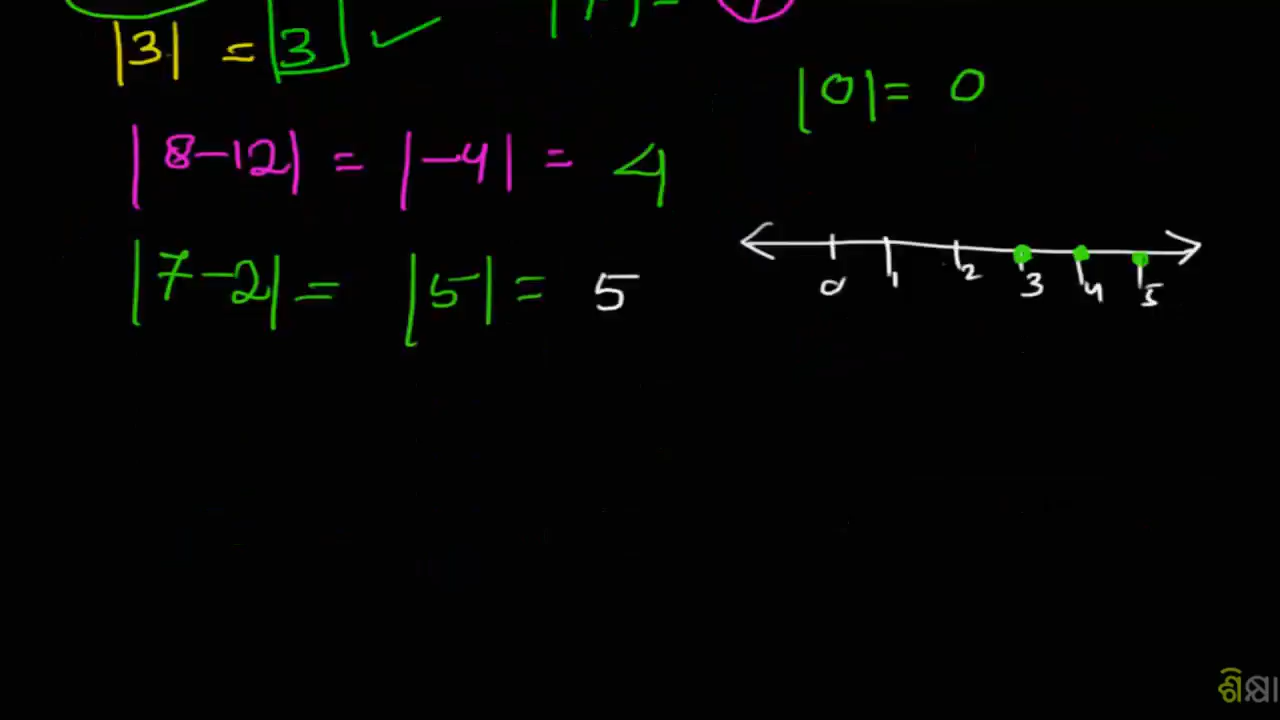 |3| = 3
|0| = 0
|8-12| = |-4| = 4
|7-2| = |5| = 5
0 1 2 3 4 5
ଶିକ୍ଷା